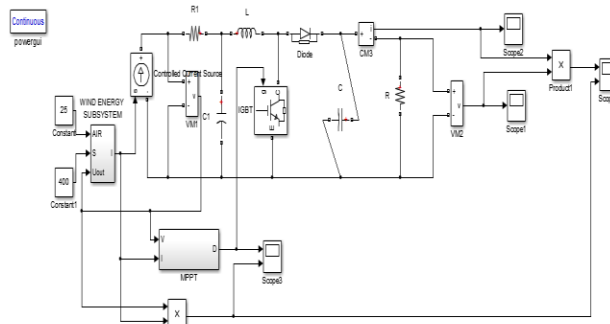 Continuous
powergui
R1
L
Diode
CM3
Scope2
Controlled Current Source
VM1
C1
IGBT
C
R
VM2
Scope1
X
Product1
WIND ENERGY
SUBSYSTEM
25
Constant
AIR
S
Uout
I
400
Constant1
V
I
D
MPPT
Scope3
X